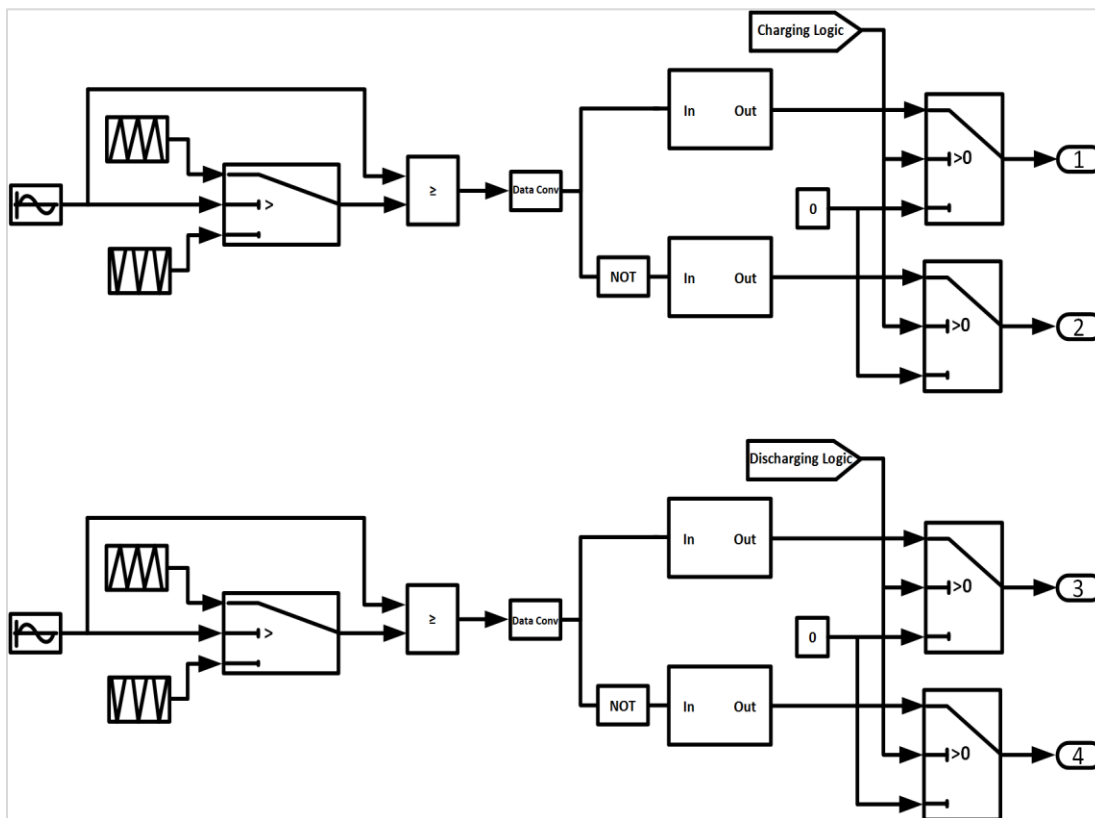 Charging Logic
In Out
>0
1
>
≥
Data Conv
0
NOT
In Out
>0
2
Discharging Logic
In Out
>0
3
>
≥
Data Conv
0
NOT
In Out
>0
4